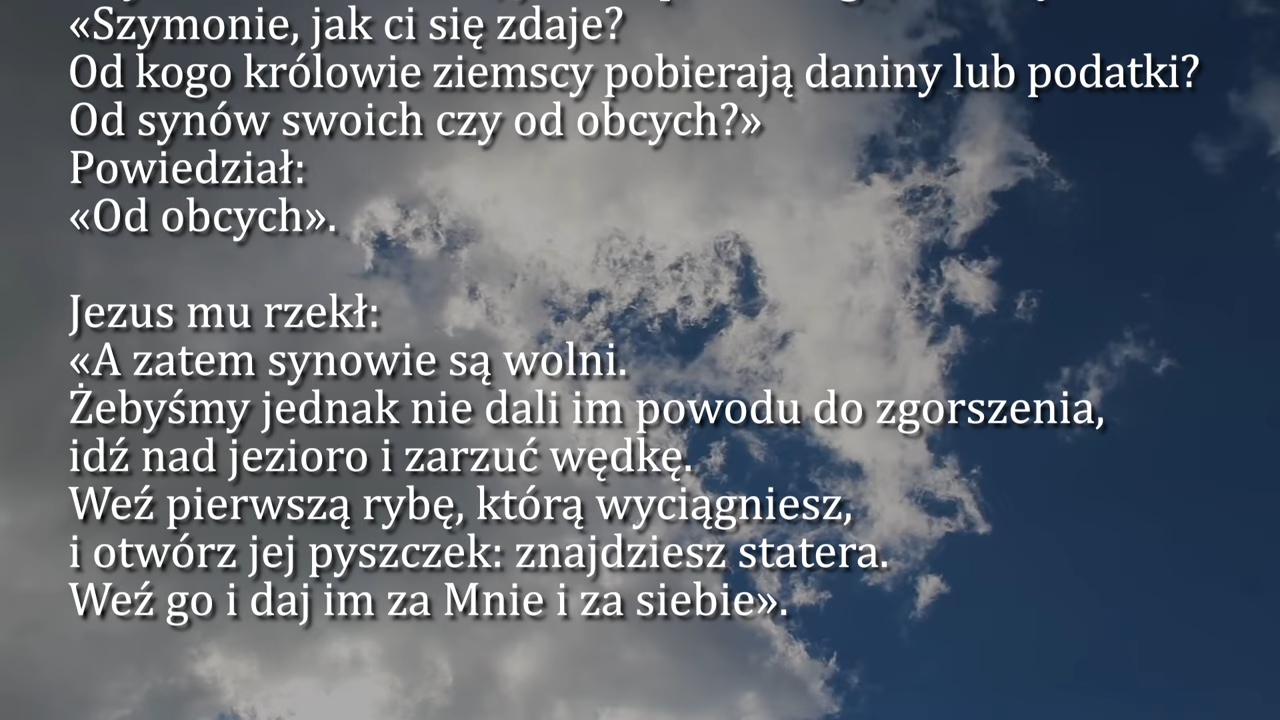 «Szymonie, jak ci się zdaje?
Od kogo królowie ziemscy pobierają daniny lub podatki?
Od synów swoich czy od obcych?»
Powiedział:
«Od obcych».
Jezus mu rzekł:
«A zatem synowie są wolni.
Żebyśmy jednak nie dali im powodu do zgorszenia,
idź nad jezioro i zarzuć wędkę.
Weź pierwszą rybę, którą wyciągniesz,
i otwórz jej pyszczek: znajdziesz statera.
Weź go i daj im za Mnie i za siebie».